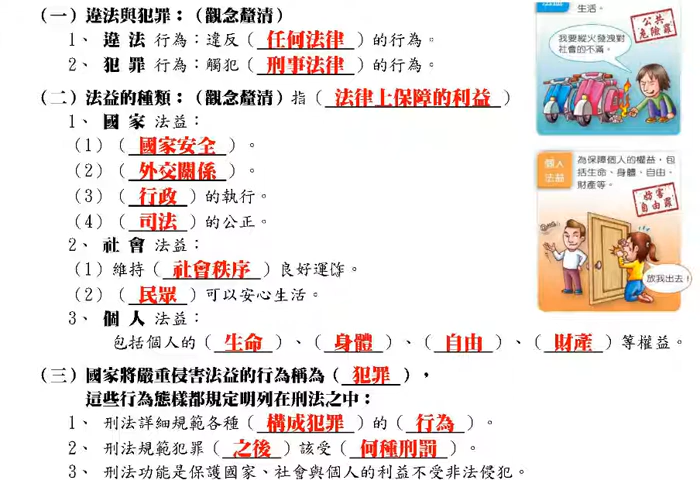 （一）違法與犯罪：（觀念釐清）
1、違法行為：違反（任何法律）的行為。
2、犯罪行為：觸犯（刑事法律）的行為。
（二）法益的種類：（觀念釐清）指（法律上保障的利益）
1、國家法益：
（1）（國家安全）。
（2）（外交關係）。
（3）（行政）的執行。
（4）（司法）的公正。
2、社會法益：
（1）維持（社會秩序）良好運作。
（2）（民眾）可以安心生活。
3、個人法益：
包括個人的（生命）、（身體）、（自由）、（財產）等權益。
（三）國家將嚴重侵害法益的行為稱為（犯罪），
這些行為態樣都規定明列在刑法之中：
1、刑法詳細規範各種（構成犯罪）的（行為）。
2、刑法規範犯罪（之後）該受（何種刑罰）。
3、刑法功能是保護國家、社會與個人的利益不受非法侵犯。
生活。
公共
危險罪
我要縱火發洩對
社會的不滿。
個人
法益
為保障個人的權益，包
括生命、身體、自由、
財產等。
妨害
自由罪
放我出去！